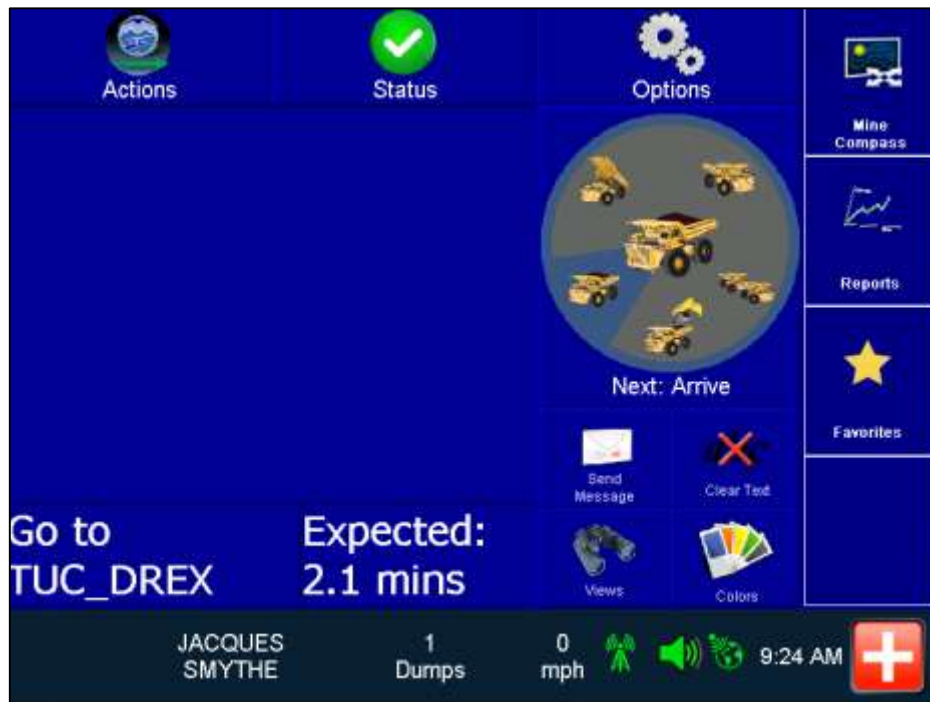 Actions
Status
Options
Mine
Compass
Reports
Next: Arrive
Favorites
Send
Message
Clear Text
Go to
TUC_DREX
Expected:
2.1 mins
Views
Colors
JACQUES
SMYTHE
1
Dumps
0
mph
9:24 AM